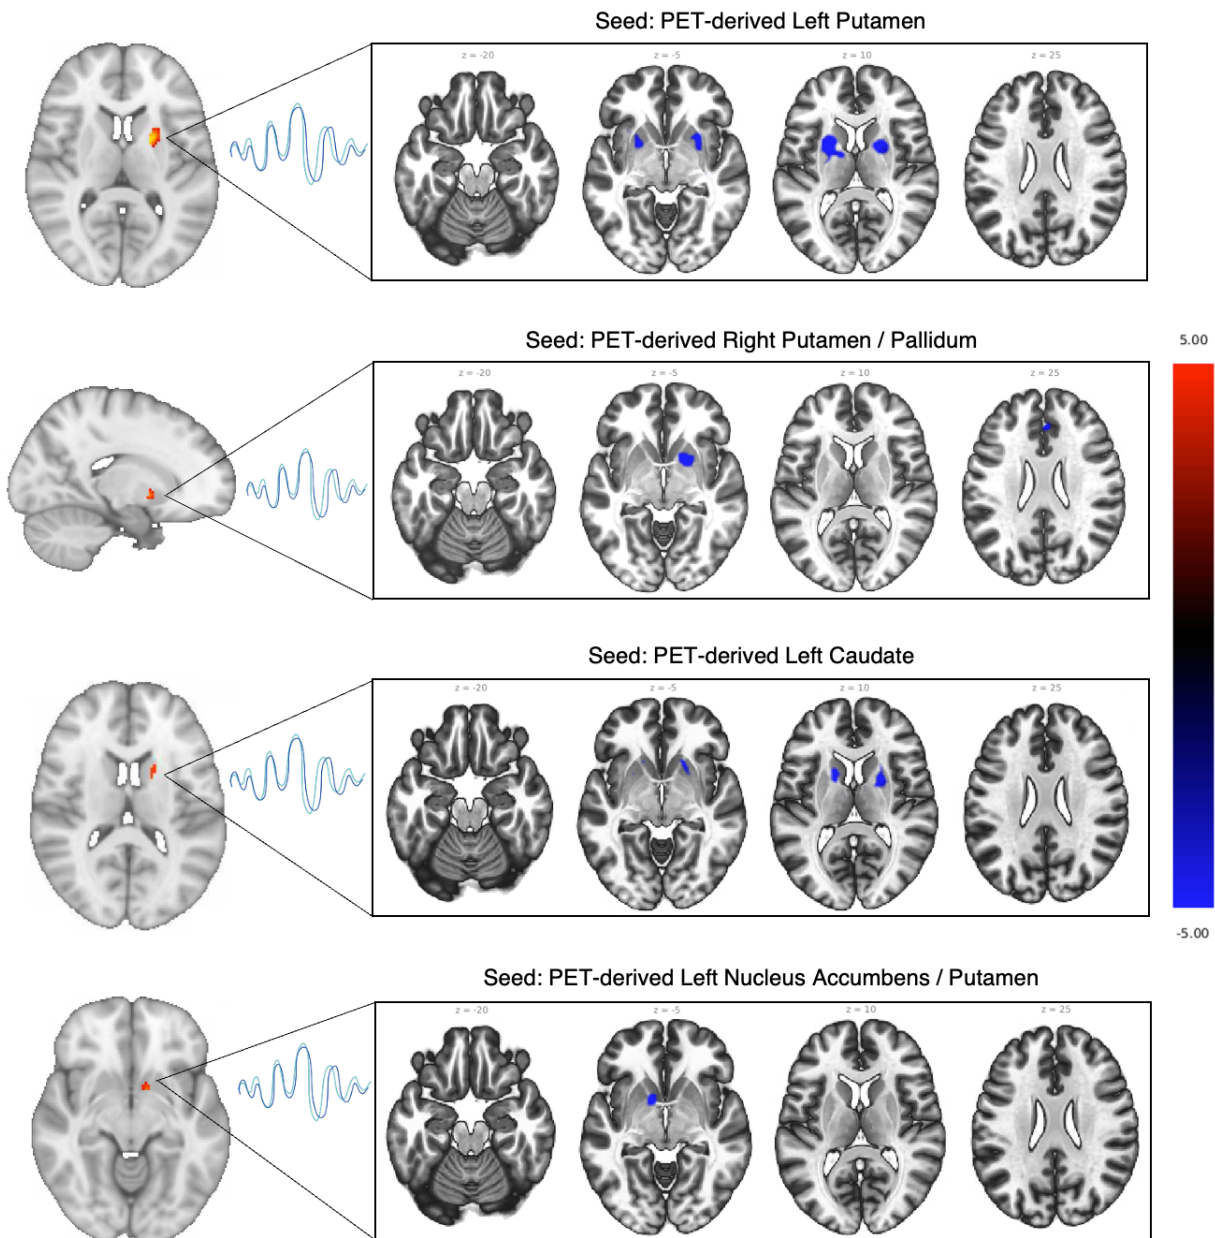 Seed: PET-derived Left Putamen
z = -20 z = -5 z = 10 z = 25
Seed: PET-derived Right Putamen / Pallidum
5.00
z = -20 z = -5 z = 10 z = 25
Seed: PET-derived Left Caudate
z = -20 z = -5 z = 10 z = 25
-5.00
Seed: PET-derived Left Nucleus Accumbens / Putamen
z = -20 z = -5 z = 10 z = 25